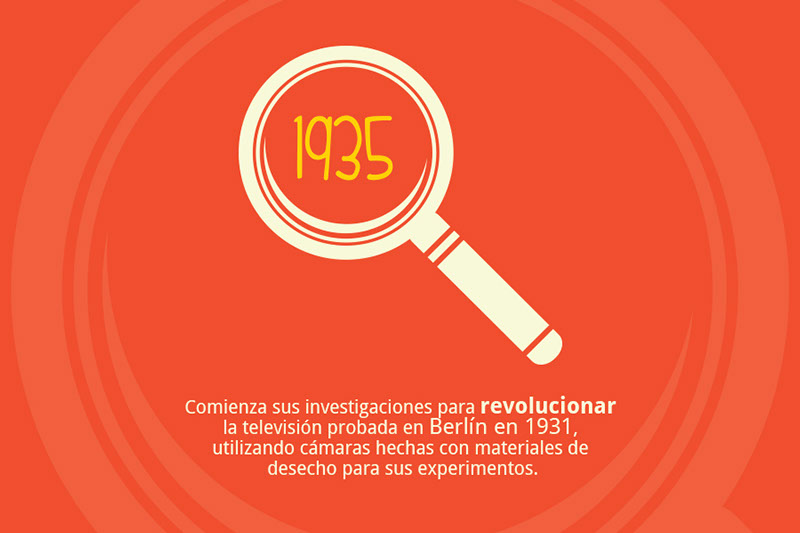 1935
Comienza sus investigaciones para revolucionar
la televisión probada en Berlín en 1931,
utilizando cámaras hechas con materiales de
desecho para sus experimentos.